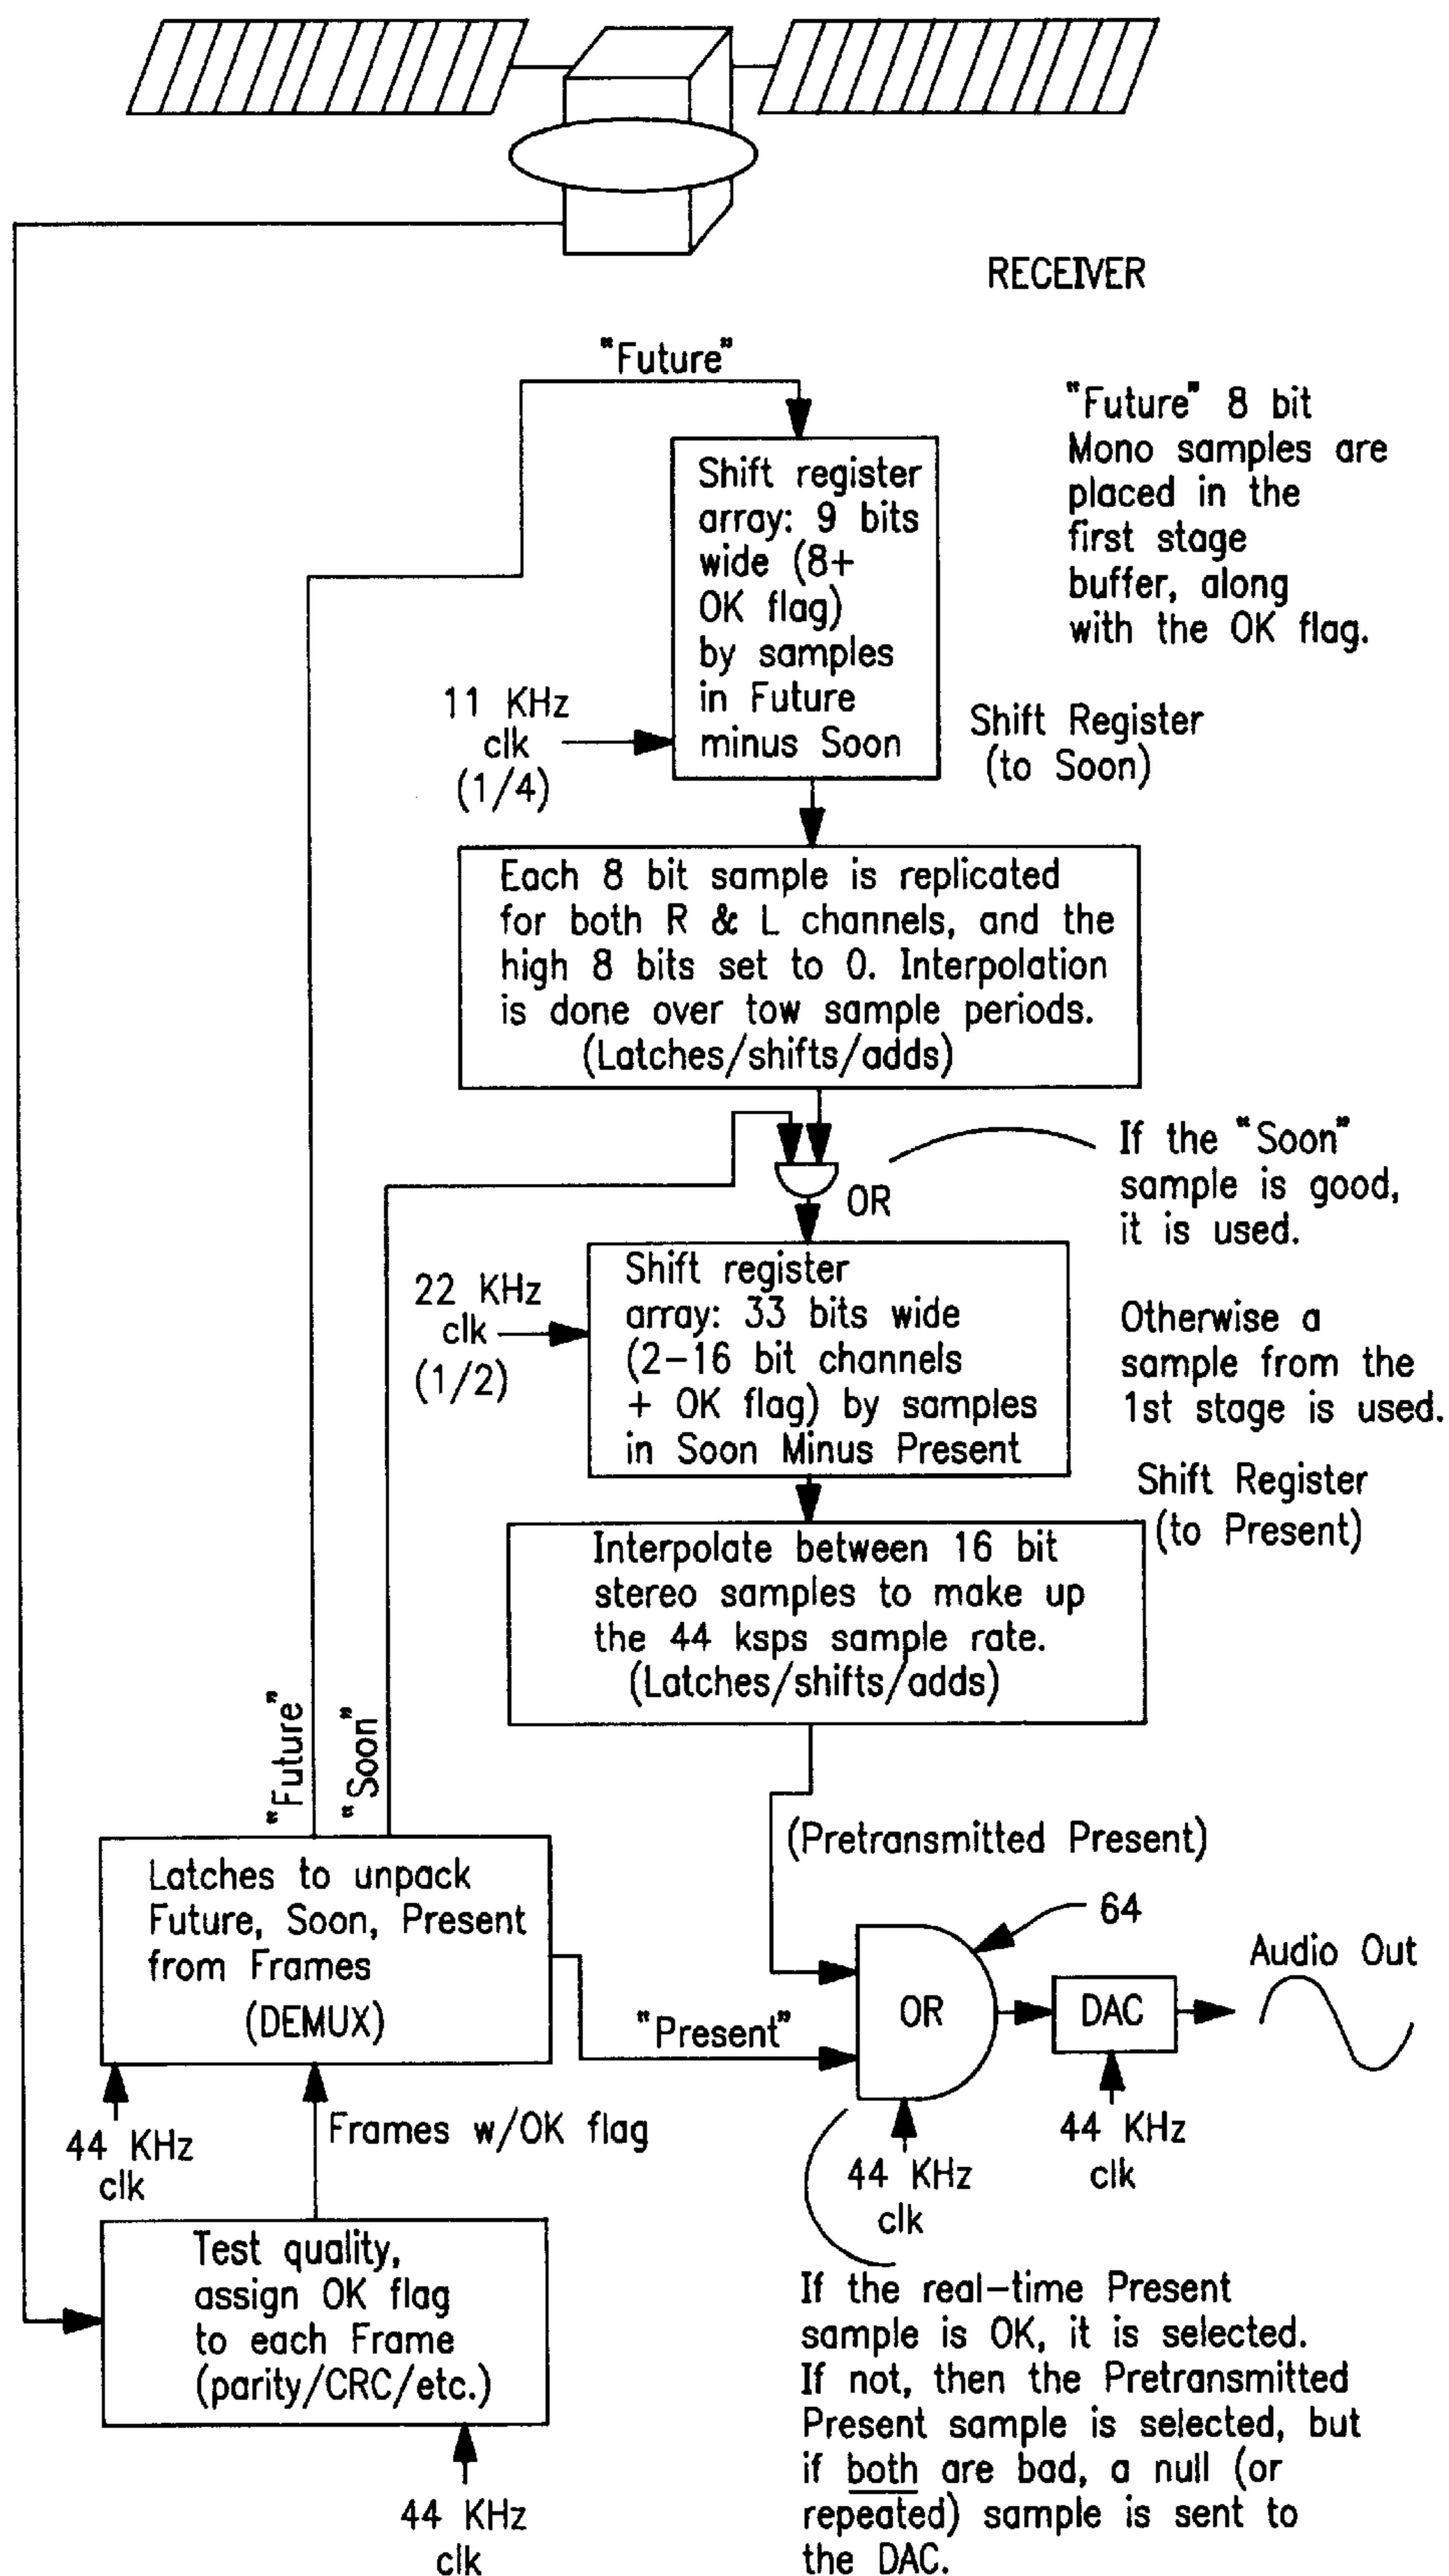 RECEIVER
"Future"
"Future" 8 bit
Mono samples are
placed in the
first stage
buffer, along
with the OK flag.
Shift register
array: 9 bits
wide (8+
OK flag)
by samples
in Future
minus Soon
11 KHz
clk
(1/4)
Shift Register
(to Soon)
Each 8 bit sample is replicated
for both R & L channels, and the
high 8 bits set to 0. Interpolation
is done over tow sample periods.
(Latches/shifts/adds)
OR
If the "Soon"
sample is good,
it is used.
Otherwise a
sample from the
1st stage is used.
22 KHz
clk
(1/2)
Shift register
array: 33 bits wide
(2-16 bit channels
+ OK flag) by samples
in Soon Minus Present
Shift Register
(to Present)
Interpolate between 16 bit
stereo samples to make up
the 44 ksps sample rate.
(Latches/shifts/adds)
"Future"
"Soon"
(Pretransmitted Present)
Latches to unpack
Future, Soon, Present
from Frames
(DEMUX)
"Present"
64
OR
DAC
Audio Out
44 KHz
clk
Frames w/OK flag
44 KHz
clk
44 KHz
clk
Test quality,
assign OK flag
to each Frame
(parity/CRC/etc.)
44 KHz
clk
If the real-time Present
sample is OK, it is selected.
If not, then the Pretransmitted
Present sample is selected, but
if both are bad, a null (or
repeated) sample is sent to
the DAC.